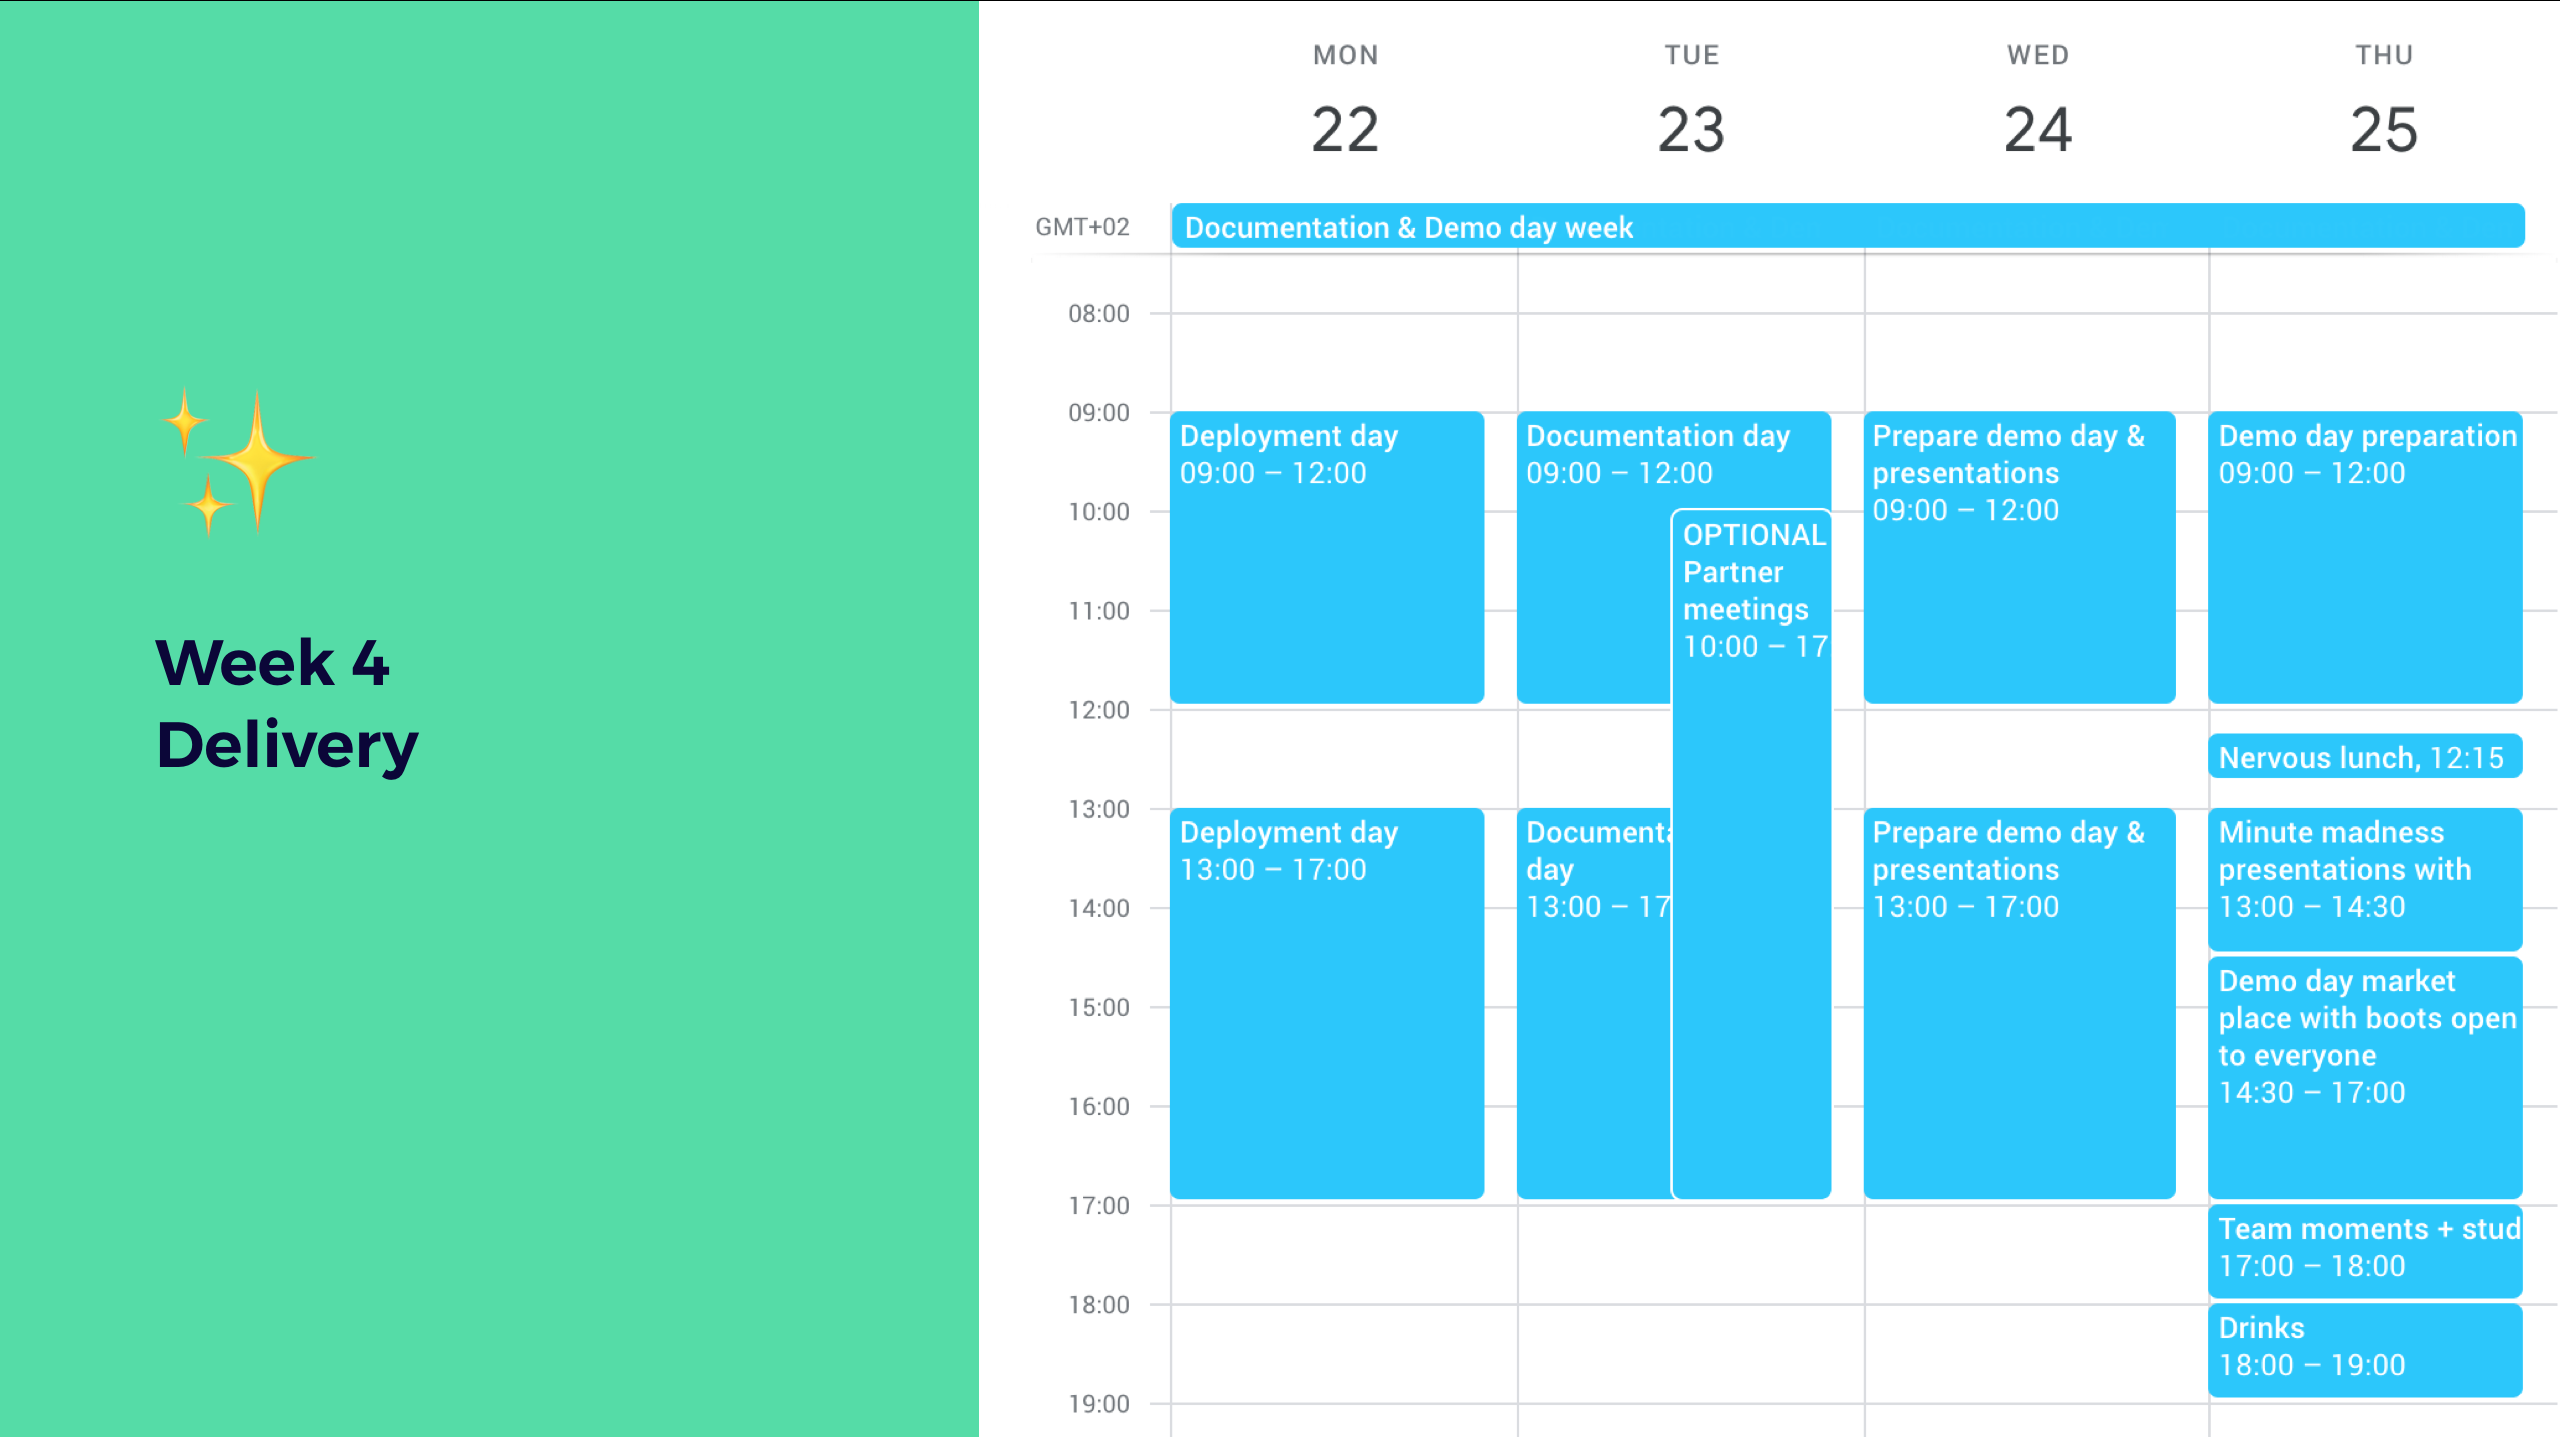 Week 4
Delivery
MON
TUE
WED
THU
22
23
24
25
GMT+02
Documentation & Demo day week
08:00
09:00
10:00
11:00
12:00
13:00
14:00
15:00
16:00
17:00
18:00
19:00
Deployment day
09:00 – 12:00
Deployment day
13:00 – 17:00
Documentation day
09:00 – 12:00
OPTIONAL
Partner
meetings
10:00 – 17
Documenta
day
13:00 – 17
Prepare demo day &
presentations
09:00 – 12:00
Prepare demo day &
presentations
13:00 – 17:00
Demo day preparation
09:00 – 12:00
Nervous lunch, 12:15
Minute madness
presentations with
13:00 – 14:30
Demo day market
place with boots open
to everyone
14:30 – 17:00
Team moments + stud
17:00 – 18:00
Drinks
18:00 – 19:00